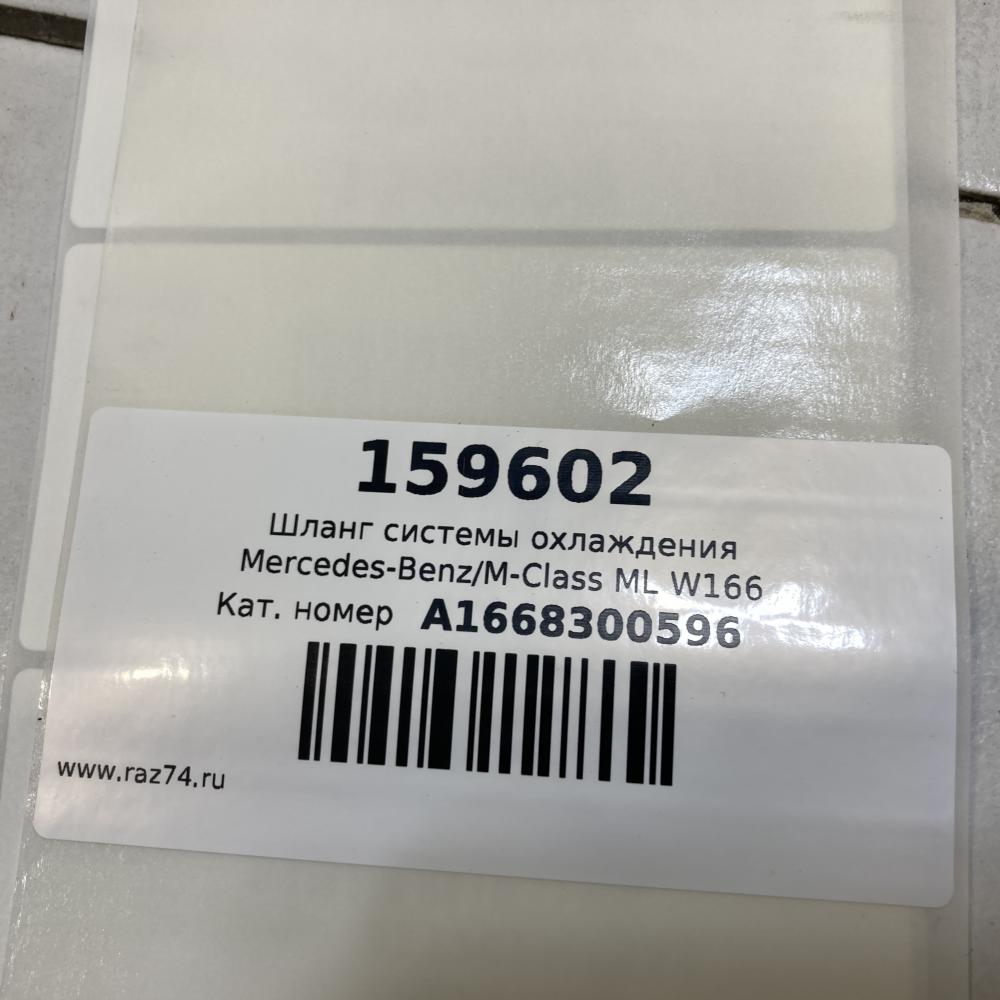 159602
Шланг системы охлаждения
Mercedes-Benz/M-Class ML W166
Кат. номер A1668300596
www.raz74.ru